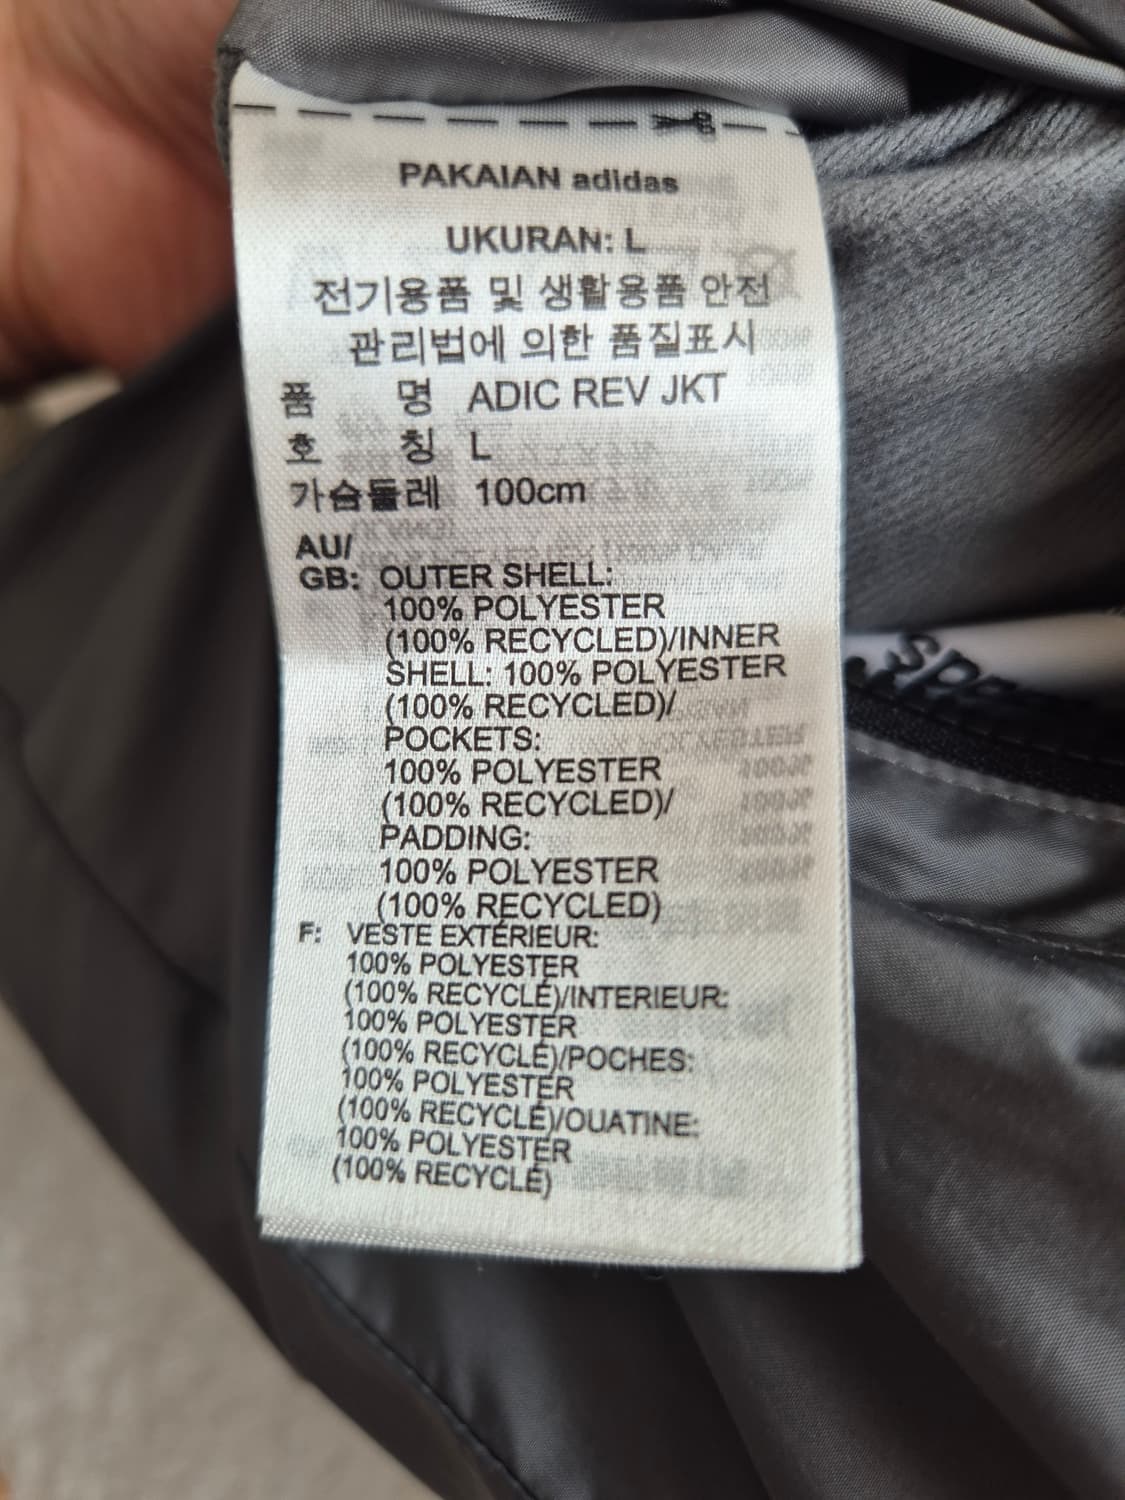 PAKAIAN adidas
UKURAN: L
전기용품 및 생활용품 안전
관리법에 의한 품질표시
품 명 ADIC REV JKT
호 칭 L
가슴둘레 100cm
AU/
GB: OUTER SHELL:
100% POLYESTER
(100% RECYCLED)/INNER
SHELL: 100% POLYESTER
(100% RECYCLED)/
POCKETS:
100% POLYESTER
(100% RECYCLED)/
PADDING:
100% POLYESTER
(100% RECYCLED)
F: VESTE EXTÉRIEUR:
100% POLYESTER
(100% RECYCLÉ)/INTERIEUR:
100% POLYESTER
(100% RECYCLÉ)/POCHES:
100% POLYESTER
(100% RECYCLÉ)/OUATINE:
100% POLYESTER
(100% RECYCLÉ)